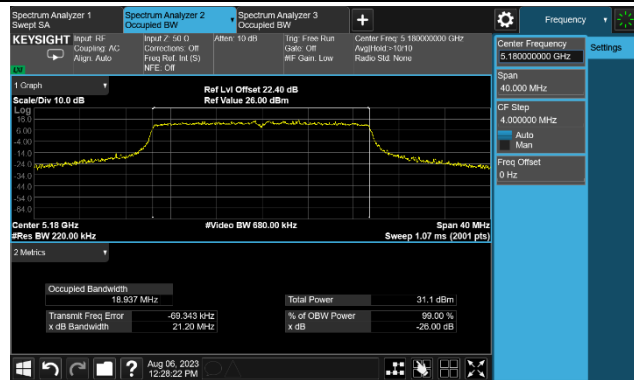 Spectrum Analyzer 1
Swept SA
Spectrum Analyzer 2
Occupied BW
Spectrum Analyzer 3
Occupied BW
Frequency
KEYSIGHT
Input: RF
Coupling: AC
Align: Auto
Input Z: 50 Ω
Corrections: Off
Freq Ref: Int (S)
NFE: Off
Atten: 10 dB
Trig: Free Run
Gate: Off
#IF Gain: Low
Center Freq: 5.180000000 GHz
Avg|Hold:>10/10
Radio Std: None
LV
Center Frequency
5.180000000 GHz
Settings
Span
40.000 MHz
CF Step
4.000000 MHz
Auto
Man
Freq Offset
0 Hz
1 Graph
Scale/Div 10.0 dB
Ref Lvl Offset 22.40 dB
Ref Value 26.00 dBm
Log
16.0
6.00
-4.00
-14.0
-24.0
-34.0
-44.0
-54.0
-64.0
Center 5.18 GHz
#Res BW 220.00 kHz
#Video BW 680.00 kHz
Span 40 MHz
Sweep 1.07 ms (2001 pts)
2 Metrics
Occupied Bandwidth
18.937 MHz
Total Power 31.1 dBm
Transmit Freq Error -69.343 kHz
% of OBW Power 99.00 %
x dB Bandwidth 21.20 MHz
x dB -26.00 dB
Aug 06, 2023
12:28:22 PM